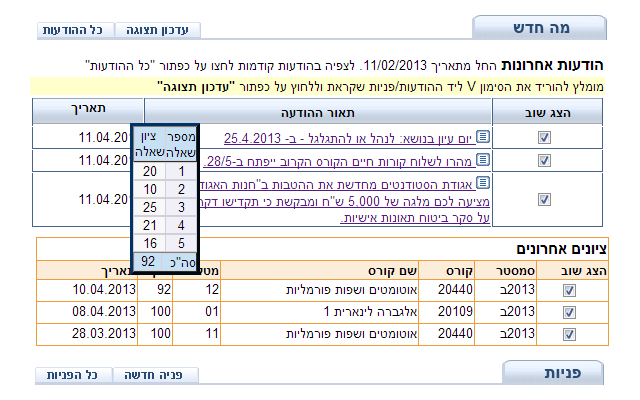 מה חדש
עדכון תצוגה
כל ההודעות
הודעות אחרונות החל מתאריך 11/02/2013. לצפיה בהודעות קודמות לחצו על כפתור "כל ההודעות"
מומלץ להוריד את הסימון V ליד ההודעות/פניות שקראת וללחוץ על כפתור "עדכון תצוגה"
הצג שוב תאור ההודעה תאריך
יום עיון בנושא: לנהל או להתגלגל - ב- 25.4.2013 11.04.201
מהרו לשלוח קורות חיים הקורס הקרוב ייפתח ב-28/5. 11.04.201
אגודת הסטודנטים מחדשת את ההטבות ב"חנות האגוד
מציעה לכם מלגה של 5,000 ש"ח ומבקשת כי תקדישו דקו 11.04.201
על סקר ביטוח תאונות אישיות.
מספר שאלה ציון שאלה
1 20
2 10
3 25
4 21
5 16
סה"כ 92
ציונים אחרונים
הצג שוב סמסטר קורס שם קורס מטל תאריך
2013ב 20440 אוטומטים ושפות פורמליות 12 92 10.04.2013
2013ב 20109 אלגברה לינארית 1 01 100 08.04.2013
2013ב 20440 אוטומטים ושפות פורמליות 11 100 28.03.2013
פניות
פניה חדשה
כל הפניות